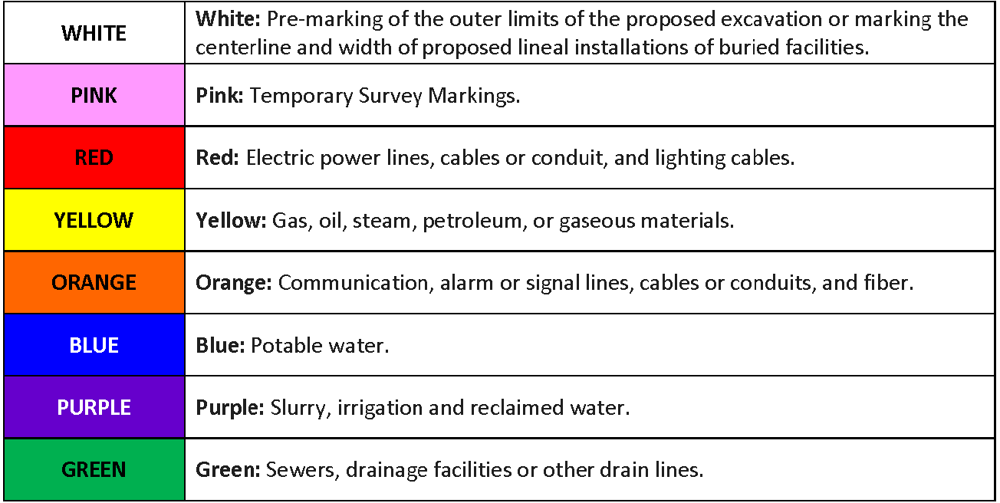 WHITE
White: Pre-marking of the outer limits of the proposed excavation or marking the
centerline and width of proposed lineal installations of buried facilities.
PINK
Pink: Temporary Survey Markings.
RED
Red: Electric power lines, cables or conduit, and lighting cables.
YELLOW
Yellow: Gas, oil, steam, petroleum, or gaseous materials.
ORANGE
Orange: Communication, alarm or signal lines, cables or conduits, and fiber.
BLUE
Blue: Potable water.
PURPLE
Purple: Slurry, irrigation and reclaimed water.
GREEN
Green: Sewers, drainage facilities or other drain lines.